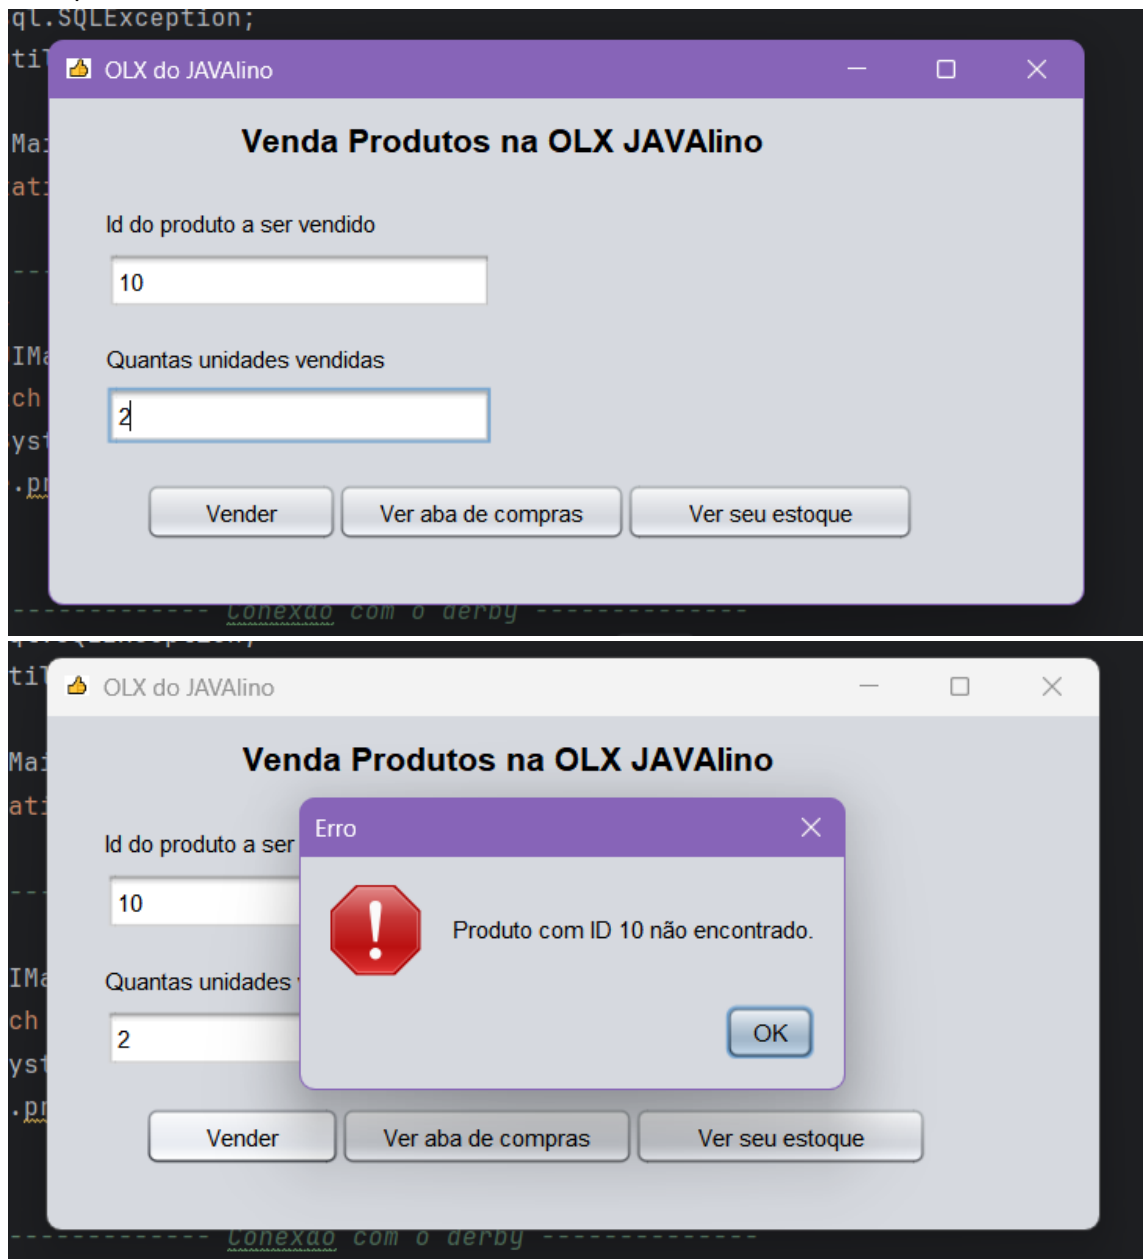 ql.SQLException;
OLX do JAVAlino
Venda Produtos na OLX JAVAlino
Id do produto a ser vendido
10
Quantas unidades vendidas
2
Vender
Ver aba de compras
Ver seu estoque
------------- Conexão com o derby -------------
OLX do JAVAlino
Venda Produtos na OLX JAVAlino
Id do produto a ser
10
Quantas unidades
2
Erro
Produto com ID 10 não encontrado.
OK
Vender
Ver aba de compras
Ver seu estoque
------------- Conexão com o derby -------------